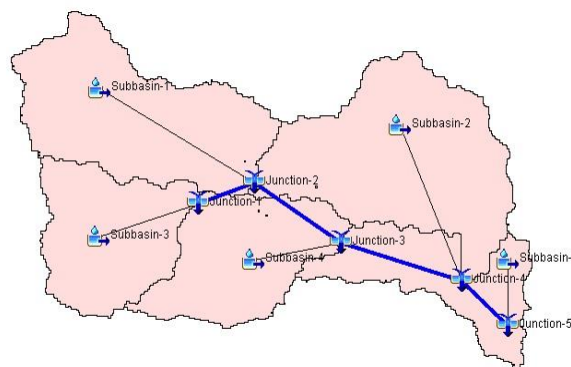 Subbasin-1
Subbasin-2
Junction-2
Junction-1
Subbasin-3
Junction-3
Subbasin-4
Subbasin-
Junction-4
Junction-5